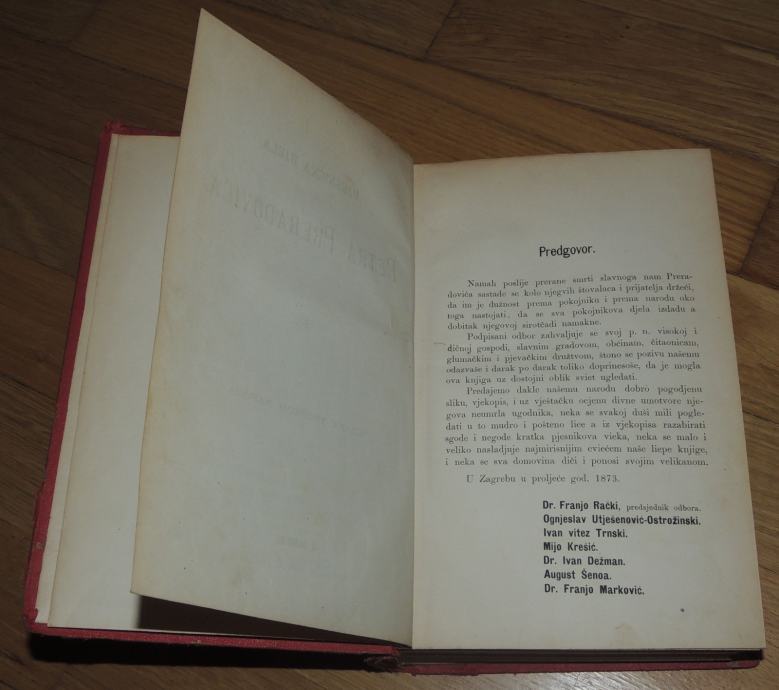 Predgovor.
Namah poslije prerane smrti slavnoga nam Prera-
dovića sastade se kolo njegvih štovalaca i prijatelja držeći,
da im je dužnost prema pokojniku i prema narodu oko
toga nastojati, da se sva pokojnikova djela izdadu a
dobitak njegovoj sirotčadi namakne.
Podpisani odbor zahvaljuje se svoj p. n. visokoj i
dičnoj gospodi, slavnim gradovom, obćinam, čitaonicam,
glumačkim i pjevačkim družtvom, štono se pozivu našemu
odazvaše i darak po darak toliko doprinesoše, da je mogla
ova knjiga uz dostojni oblik sviet ugledati.
Predajemo dakle našemu narodu dobro pogodjenu
sliku, vjekopis, i uz vještačku ocjenu divne umotvore nje-
gova neumrla ugodnika, neka se svakoj duši mili pogle-
dati u to mudro i pošteno lice a iz vjekopisa razabirati
sgode i negode kratka pjesnikova vieka, neka se malo i
veliko nasladjuje najmirisnijim cviećem naše liepe knjige,
i neka se sva domovina diči i ponosi svojim velikanom.
U Zagrebu u proljeće god. 1873.
Dr. Franjo Rački, predsjednik odbora.
Ognjeslav Utješenović-Ostrožinski.
Ivan vitez Trnski.
Mijo Krešić.
Dr. Ivan Dežman.
August Šenoa.
Dr. Franjo Marković.